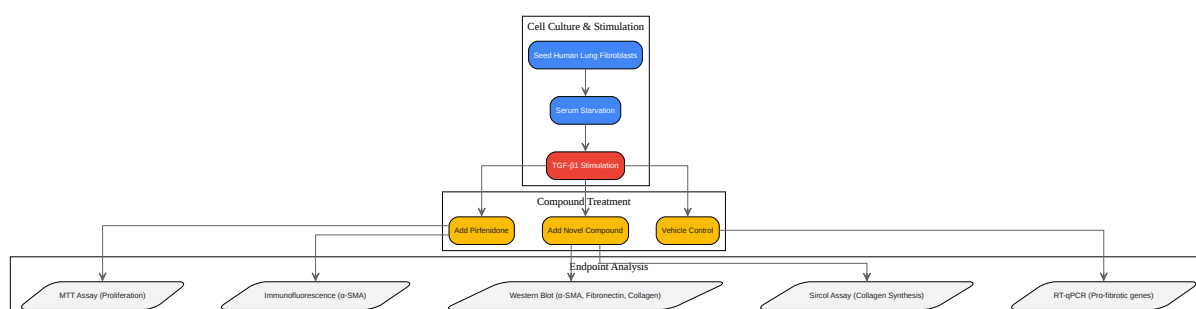 Cell Culture & Stimulation
Seed Human Lung Fibroblasts
Serum Starvation
TGF-β1 Stimulation
Compound Treatment
Add Pirfenidone
Add Novel Compound
Vehicle Control
Endpoint Analysis
MTT Assay (Proliferation)
Immunofluorescence (α-SMA)
Western Blot (α-SMA, Fibronectin, Collagen)
Sircol Assay (Collagen Synthesis)
RT-qPCR (Pro-fibrotic genes)